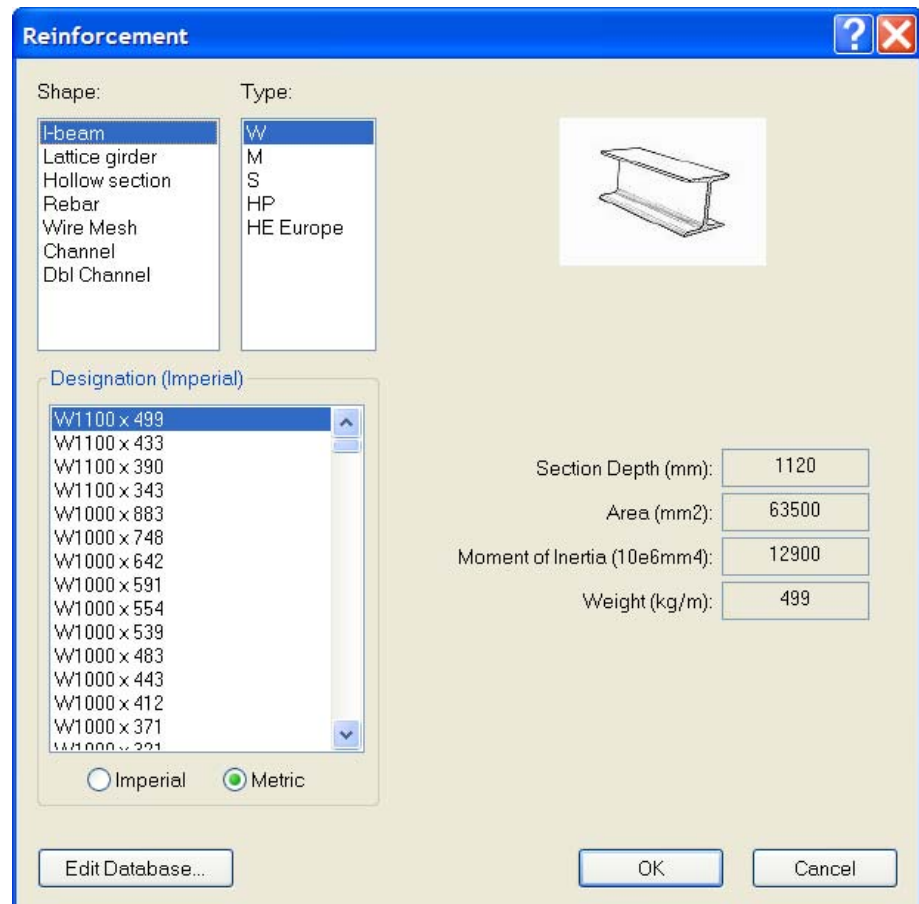 Reinforcement
Shape:
Type:
I-beam
Lattice girder
Hollow section
Rebar
Wire Mesh
Channel
Dbl Channel
W
M
S
HP
HE Europe
Designation (Imperial)
W1100 x 499
W1100 x 433
W1100 x 390
W1100 x 343
W1000 x 883
W1000 x 748
W1000 x 642
W1000 x 591
W1000 x 554
W1000 x 539
W1000 x 483
W1000 x 443
W1000 x 412
W1000 x 371
W1000 x 321
Imperial
Metric
Section Depth (mm): 1120
Area (mm2): 63500
Moment of Inertia (10e6mm4): 12900
Weight (kg/m): 499
Edit Database...
OK
Cancel